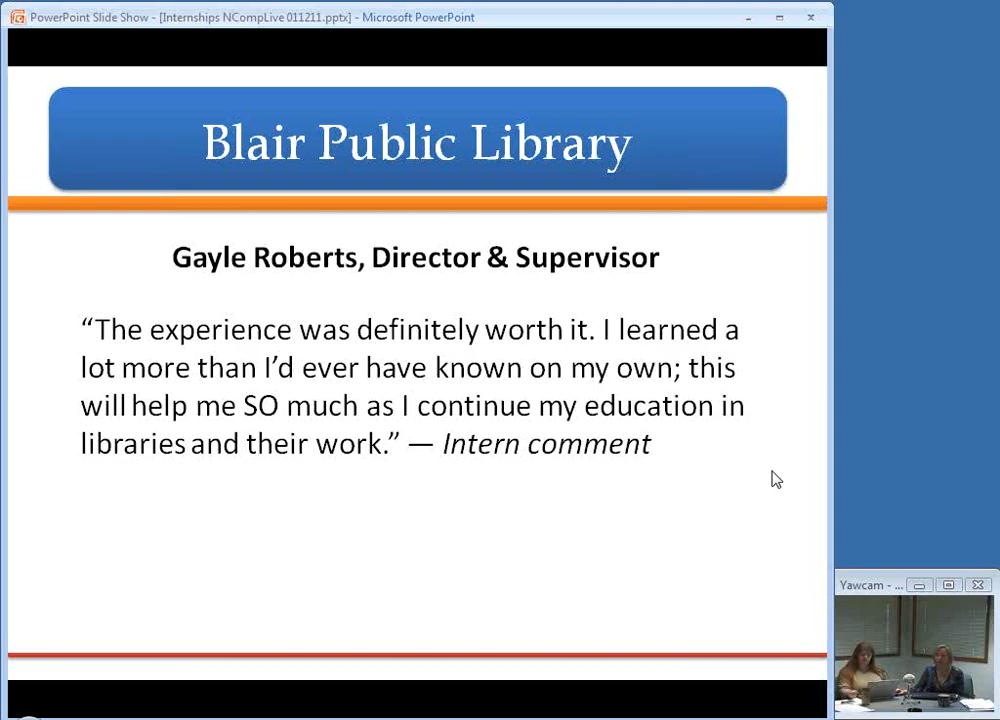 PowerPoint Slide Show - [Internships NCompLive 011211.pptx] - Microsoft PowerPoint
Blair Public Library
Gayle Roberts, Director & Supervisor
“The experience was definitely worth it. I learned a
lot more than I’d ever have known on my own; this
will help me SO much as I continue my education in
libraries and their work.” — Intern comment
Yawcam - ...